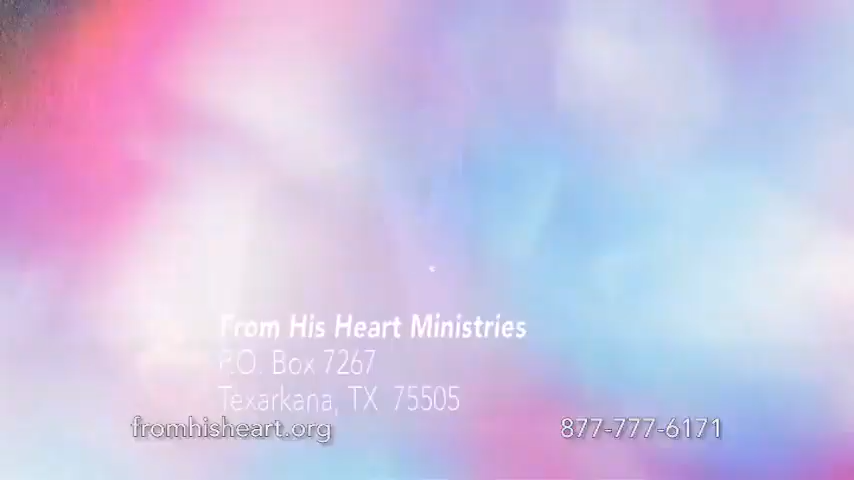 From His Heart Ministries
P.O. Box 7267
Texarkana, TX 75505
fromhisheart.org
877-777-6171